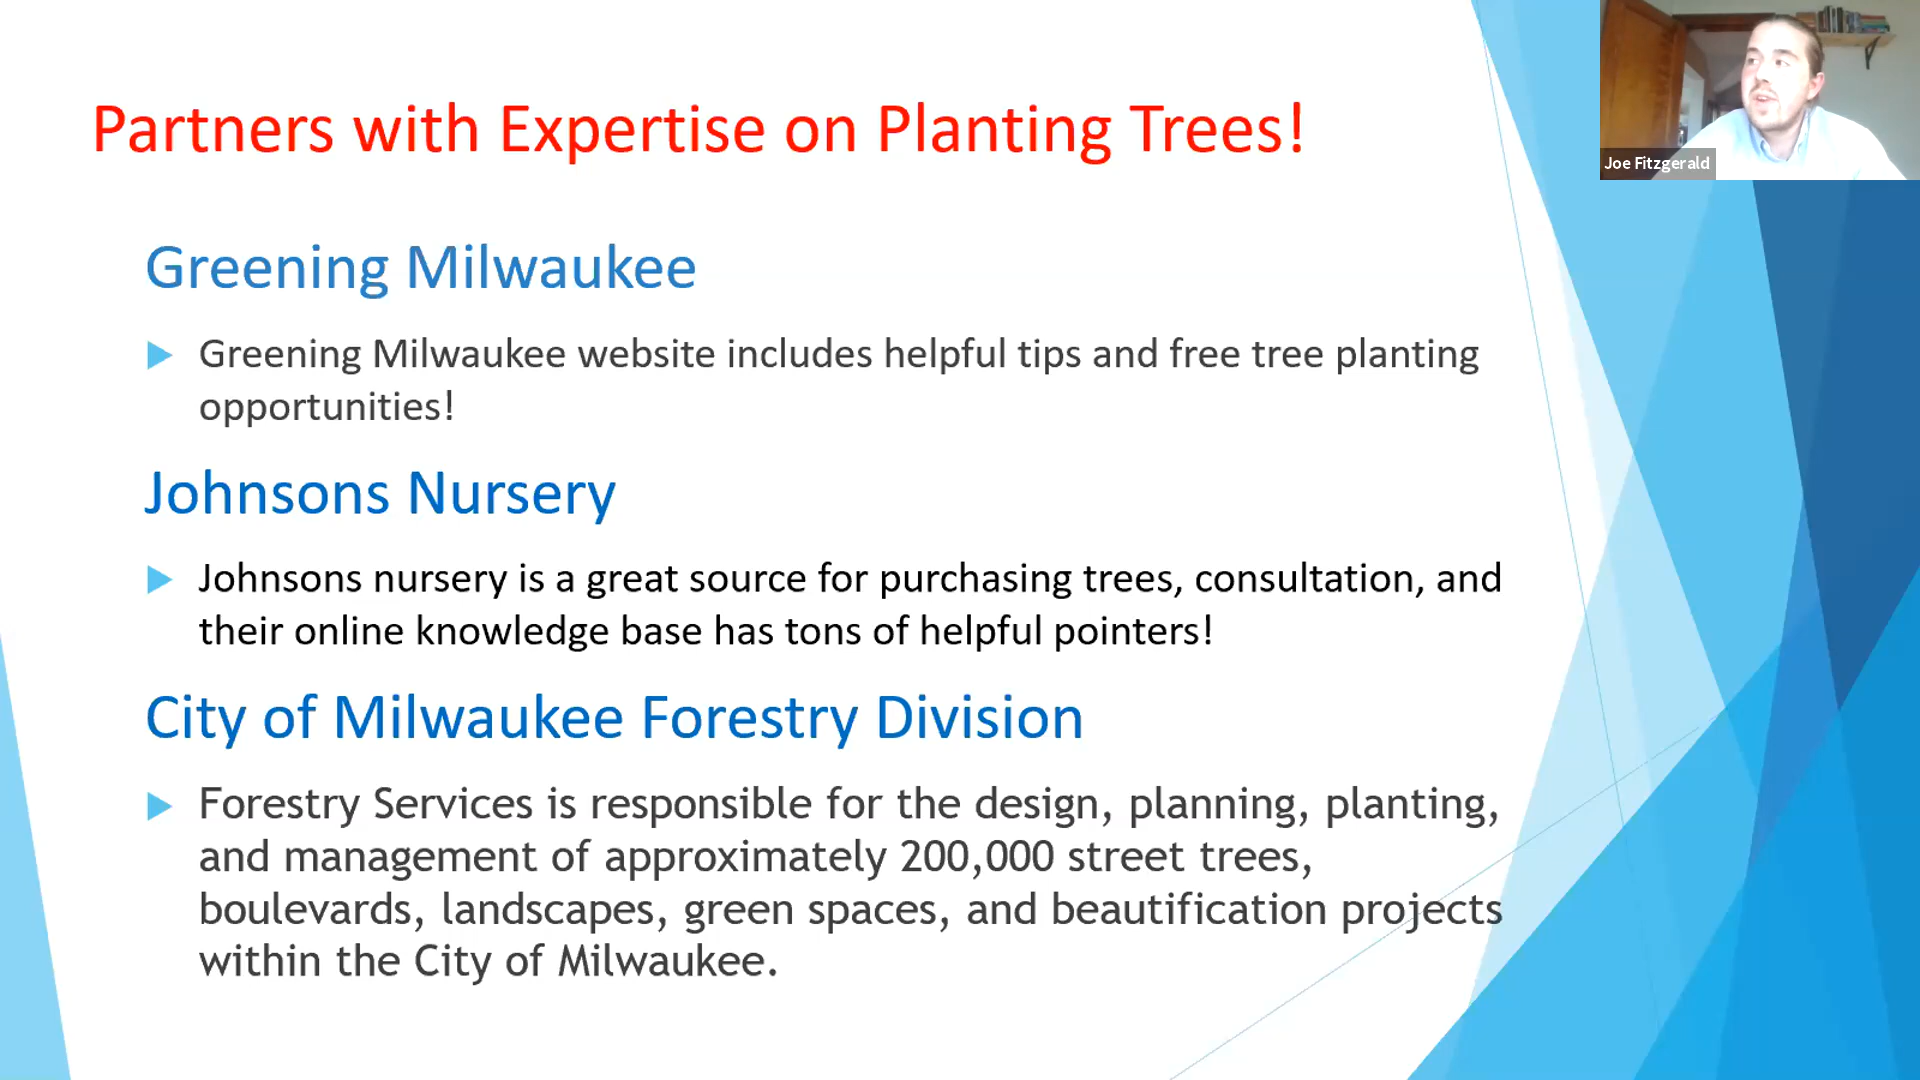 Partners with Expertise on Planting Trees!
Joe Fitzgerald
Greening Milwaukee
Greening Milwaukee website includes helpful tips and free tree planting
opportunities!
Johnsons Nursery
Johnsons nursery is a great source for purchasing trees, consultation, and
their online knowledge base has tons of helpful pointers!
City of Milwaukee Forestry Division
Forestry Services is responsible for the design, planning, planting,
and management of approximately 200,000 street trees,
boulevards, landscapes, green spaces, and beautification projects
within the City of Milwaukee.